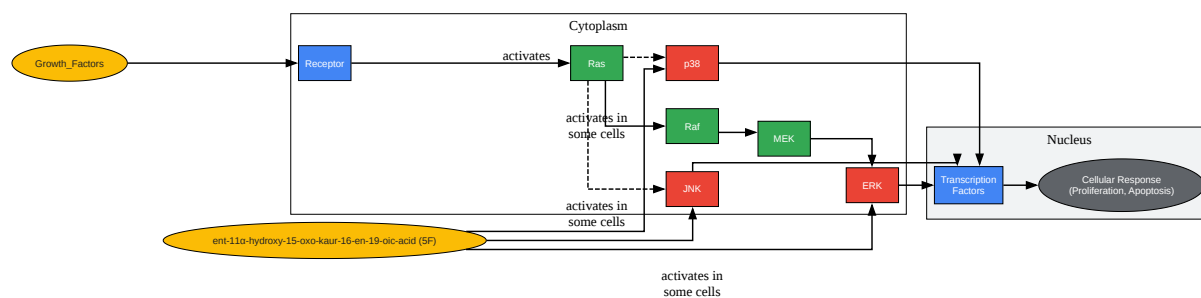 Cytoplasm
Growth_Factors
Receptor
activates
Ras
p38
activates in
some cells
Raf
MEK
Nucleus
JNK
ERK
Transcription
Factors
Cellular Response
(Proliferation, Apoptosis)
activates in
some cells
ent-11α-hydroxy-15-oxo-kaur-16-en-19-oic-acid (5F)
activates in
some cells